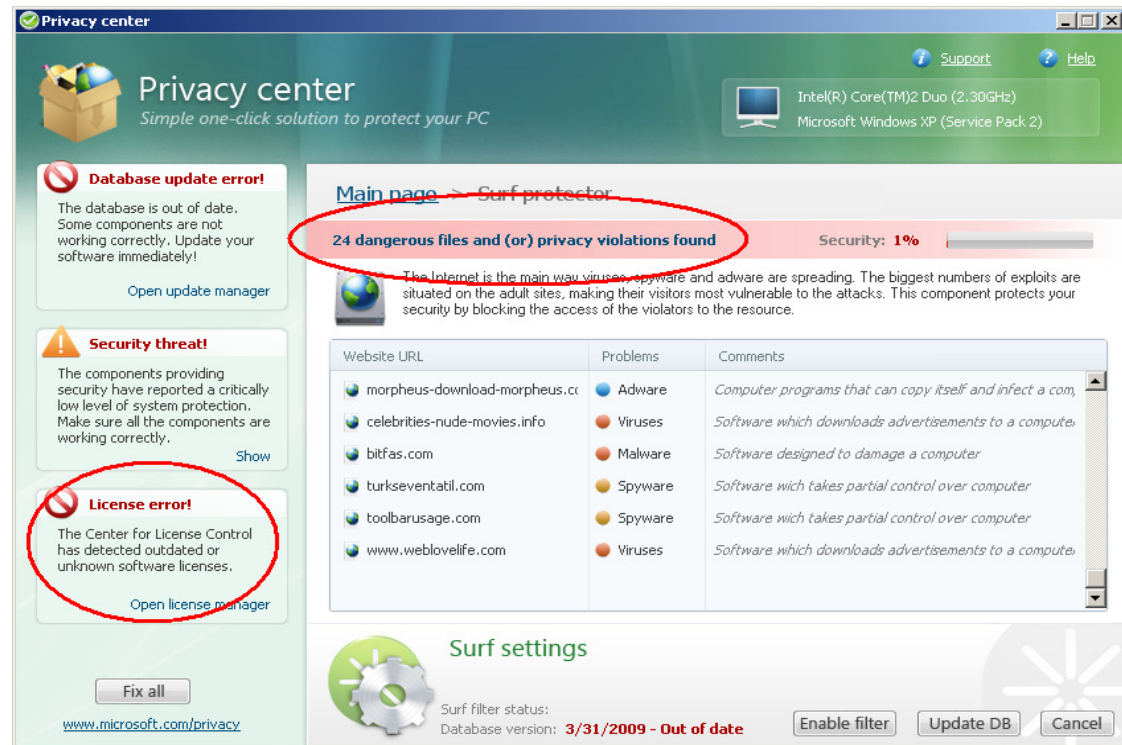 Privacy center
Support
Help
Privacy center
Simple one-click solution to protect your PC
Intel(R) Core(TM)2 Duo (2.30GHz)
Microsoft Windows XP (Service Pack 2)
Database update error!
The database is out of date.
Some components are not
working correctly. Update your
software immediately!
Open update manager
Security threat!
The components providing
security have reported a critically
low level of system protection.
Make sure all the components are
working correctly.
Show
License error!
The Center for License Control
has detected outdated or
unknown software licenses.
Open license manager
Fix all
www.microsoft.com/privacy
Main page > Surf protector
24 dangerous files and (or) privacy violations found
Security: 1%
The Internet is the main way viruses, spyware and adware are spreading. The biggest numbers of exploits are
situated on the adult sites, making their visitors most vulnerable to the attacks. This component protects your
security by blocking the access of the violators to the resource.
Website URL Problems Comments
morpheus-download-morpheus.cc Adware Computer programs that can copy itself and infect a com,
celebrities-nude-movies.info Viruses Software which downloads advertisements to a compute
bitfas.com Malware Software designed to damage a computer
turkseventatil.com Spyware Software wich takes partial control over computer
toolbarusage.com Spyware Software wich takes partial control over computer
www.weblovelife.com Viruses Software which downloads advertisements to a compute
Surf settings
Surf filter status:
Database version: 3/31/2009 - Out of date
Enable filter
Update DB
Cancel